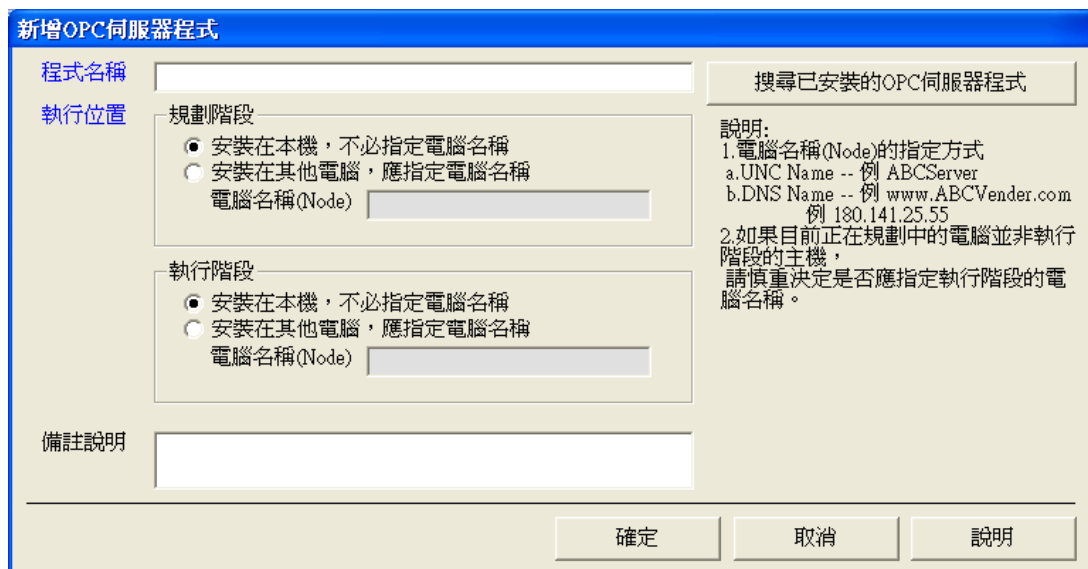 新增OPC伺服器程式
程式名稱
搜尋已安裝的OPC伺服器程式
執行位置
規劃階段
安裝在本機，不必指定電腦名稱
安裝在其他電腦，應指定電腦名稱
電腦名稱(Node)
執行階段
安裝在本機，不必指定電腦名稱
安裝在其他電腦，應指定電腦名稱
電腦名稱(Node)
說明:
1.電腦名稱(Node)的指定方式
a.UNC Name -- 例 ABCServer
b.DNS Name -- 例 www.ABCVender.com
例 180.141.25.55
2.如果目前正在規劃中的電腦並非執行
階段的主機，
請慎重決定是否應指定執行階段的電
腦名稱。
備註說明
確定
取消
說明